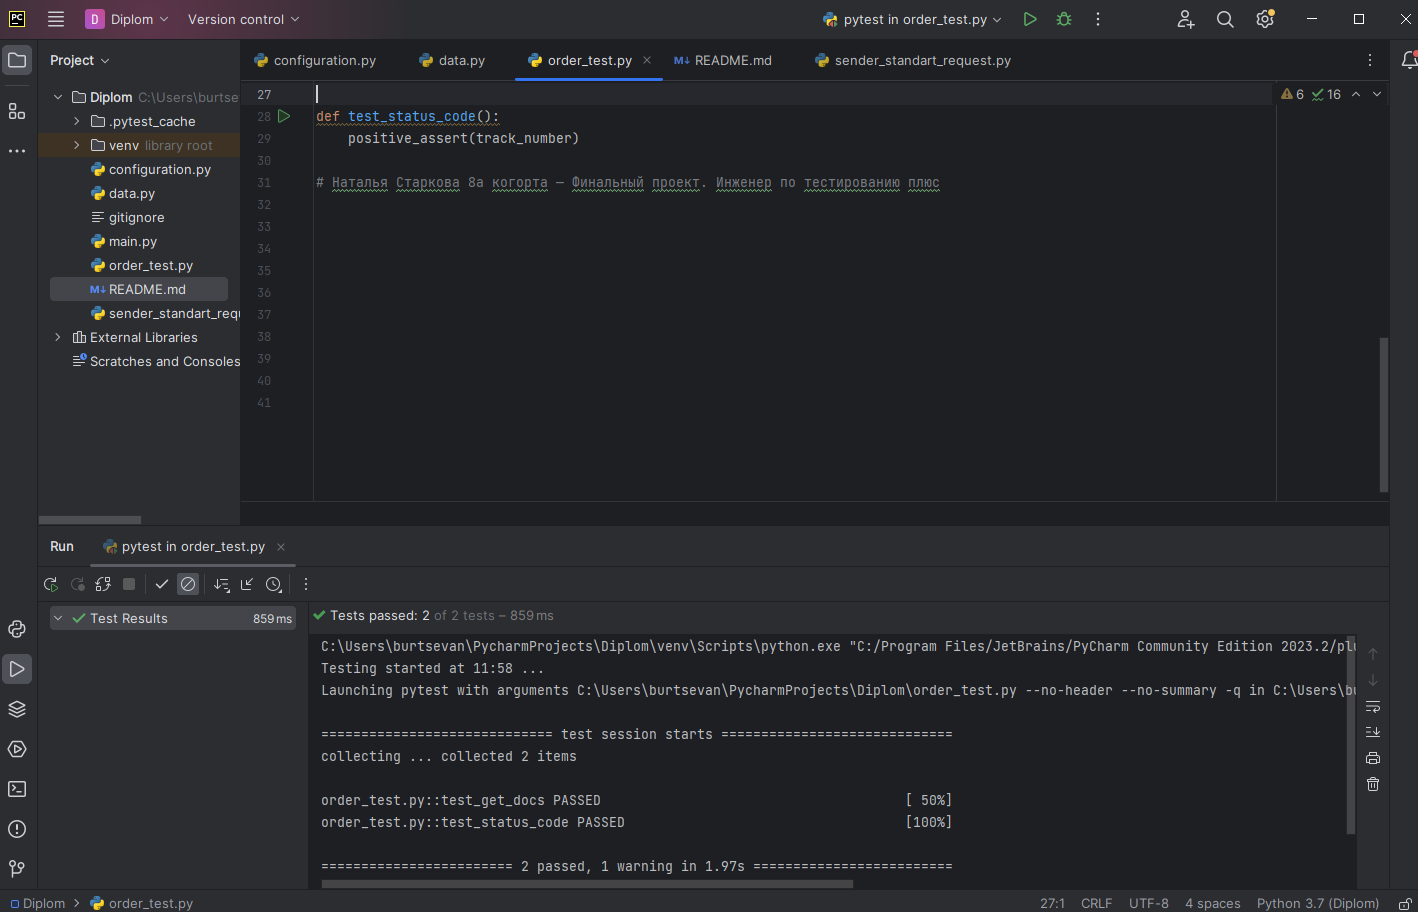 PC D Diplom Version control pytest in order_test.py
Project
configuration.py data.py order_test.py README.md sender_standart_request.py
Diplom C:\Users\burtse
.pytest_cache
venv library root
configuration.py
data.py
gitignore
main.py
order_test.py
README.md
sender_standart_requ
External Libraries
Scratches and Consoles
6 16
27
28 def test_status_code():
29 positive_assert(track_number)
30
31 # Наталья Старкова 8а когорта — Финальный проект. Инженер по тестированию плюс
32
33
34
35
36
37
38
39
40
41
Run pytest in order_test.py
Test Results 859 ms
Tests passed: 2 of 2 tests – 859 ms
C:\Users\burtsevan\PycharmProjects\Diplom\venv\Scripts\python.exe "C:/Program Files/JetBrains/PyCharm Community Edition 2023.2/plu
Testing started at 11:58 ...
Launching pytest with arguments C:\Users\burtsevan\PycharmProjects\Diplom\order_test.py --no-header --no-summary -q in C:\Users\bu
============================= test session starts =============================
collecting ... collected 2 items
order_test.py::test_get_docs PASSED [ 50%]
order_test.py::test_status_code PASSED [100%]
======================== 2 passed, 1 warning in 1.97s =========================
Diplom order_test.py 27:1 CRLF UTF-8 4 spaces Python 3.7 (Diplom)